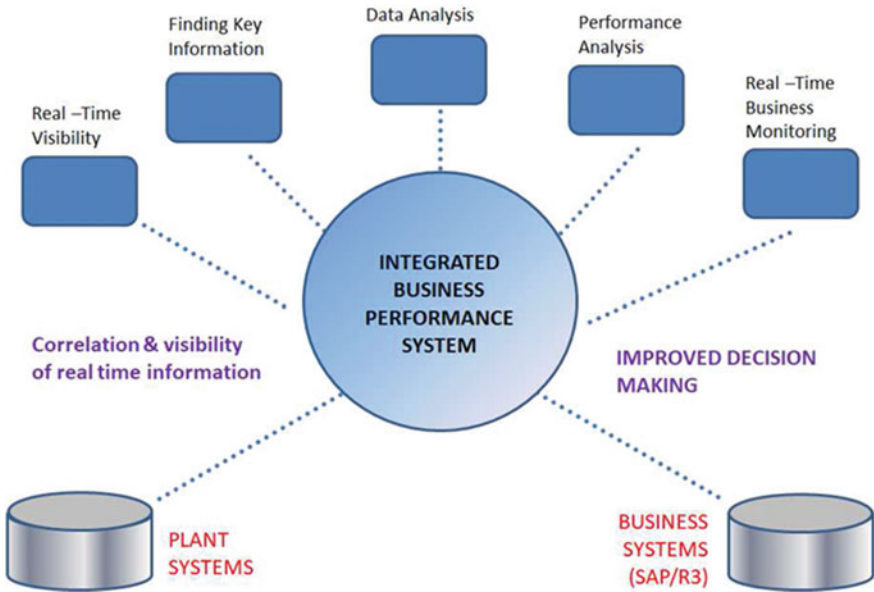 Finding Key
Information
Data Analysis
Performance
Analysis
Real –Time
Visibility
Real –Time
Business
Monitoring
INTEGRATED
BUSINESS
PERFORMANCE
SYSTEM
Correlation & visibility
of real time information
IMPROVED DECISION
MAKING
PLANT
SYSTEMS
BUSINESS
SYSTEMS
(SAP/R3)